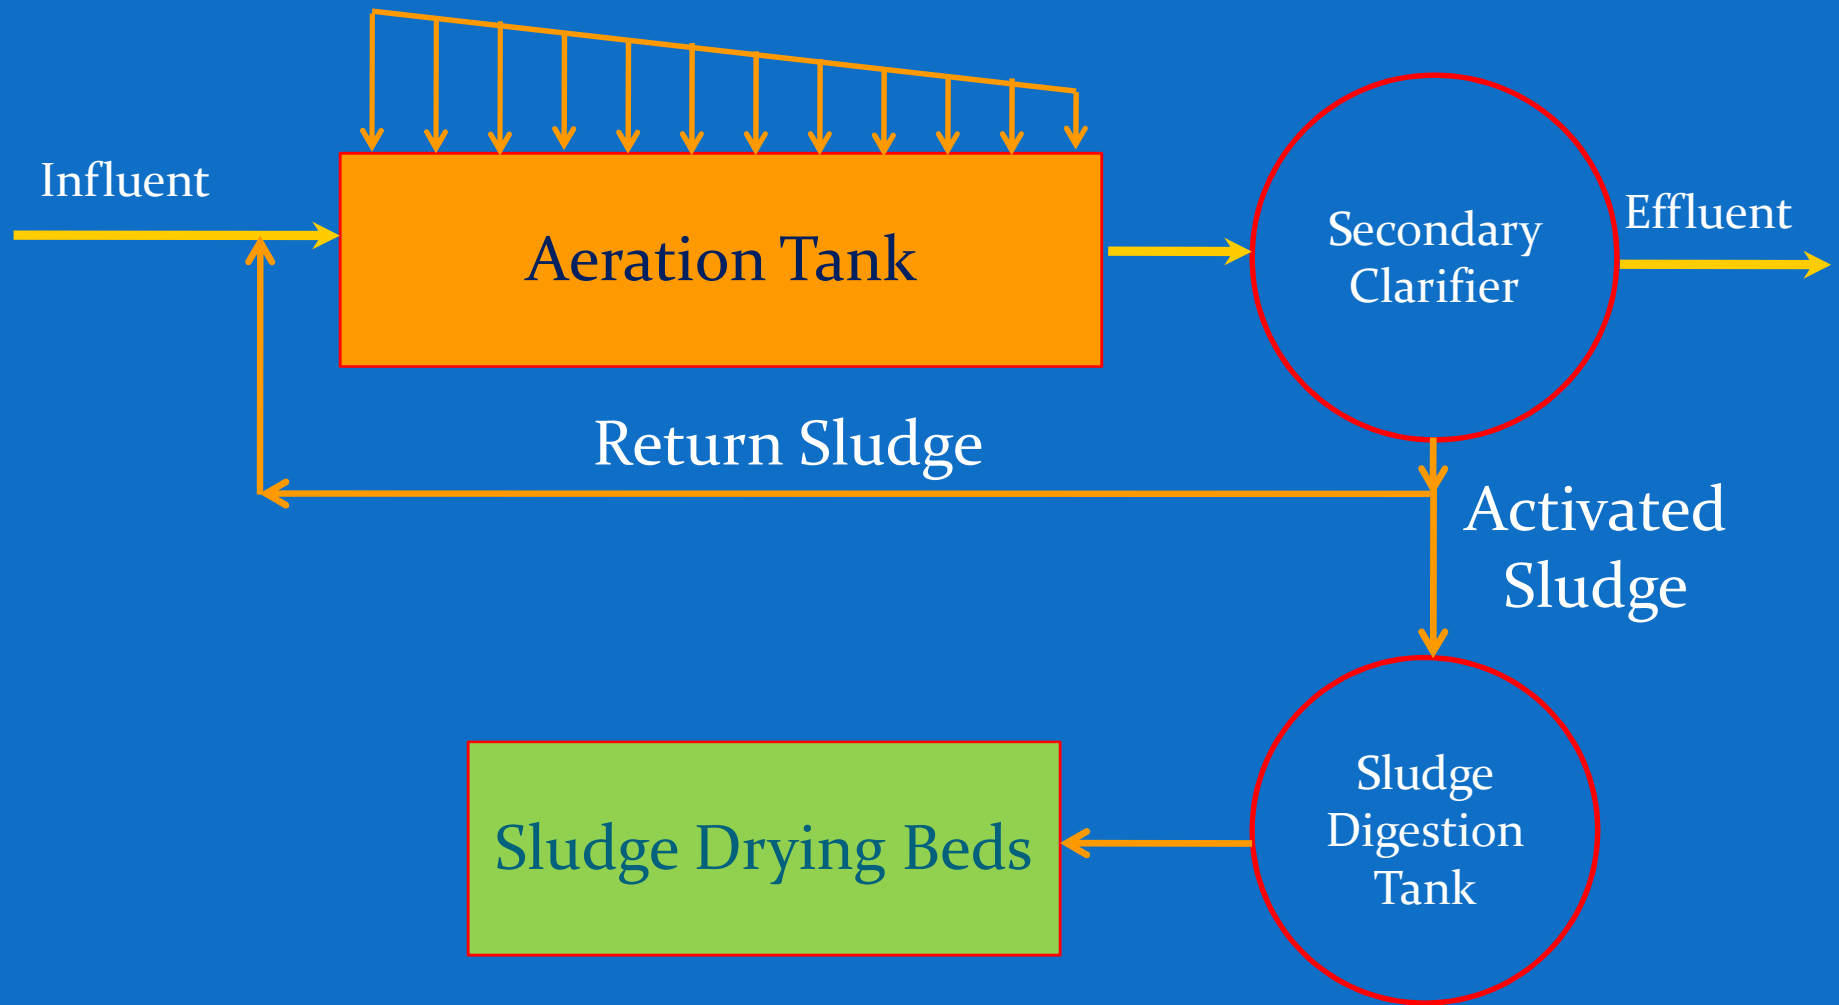 Influent
Aeration Tank
Secondary
Clarifier
Effluent
Return Sludge
Activated
Sludge
Sludge Drying Beds
Sludge
Digestion
Tank